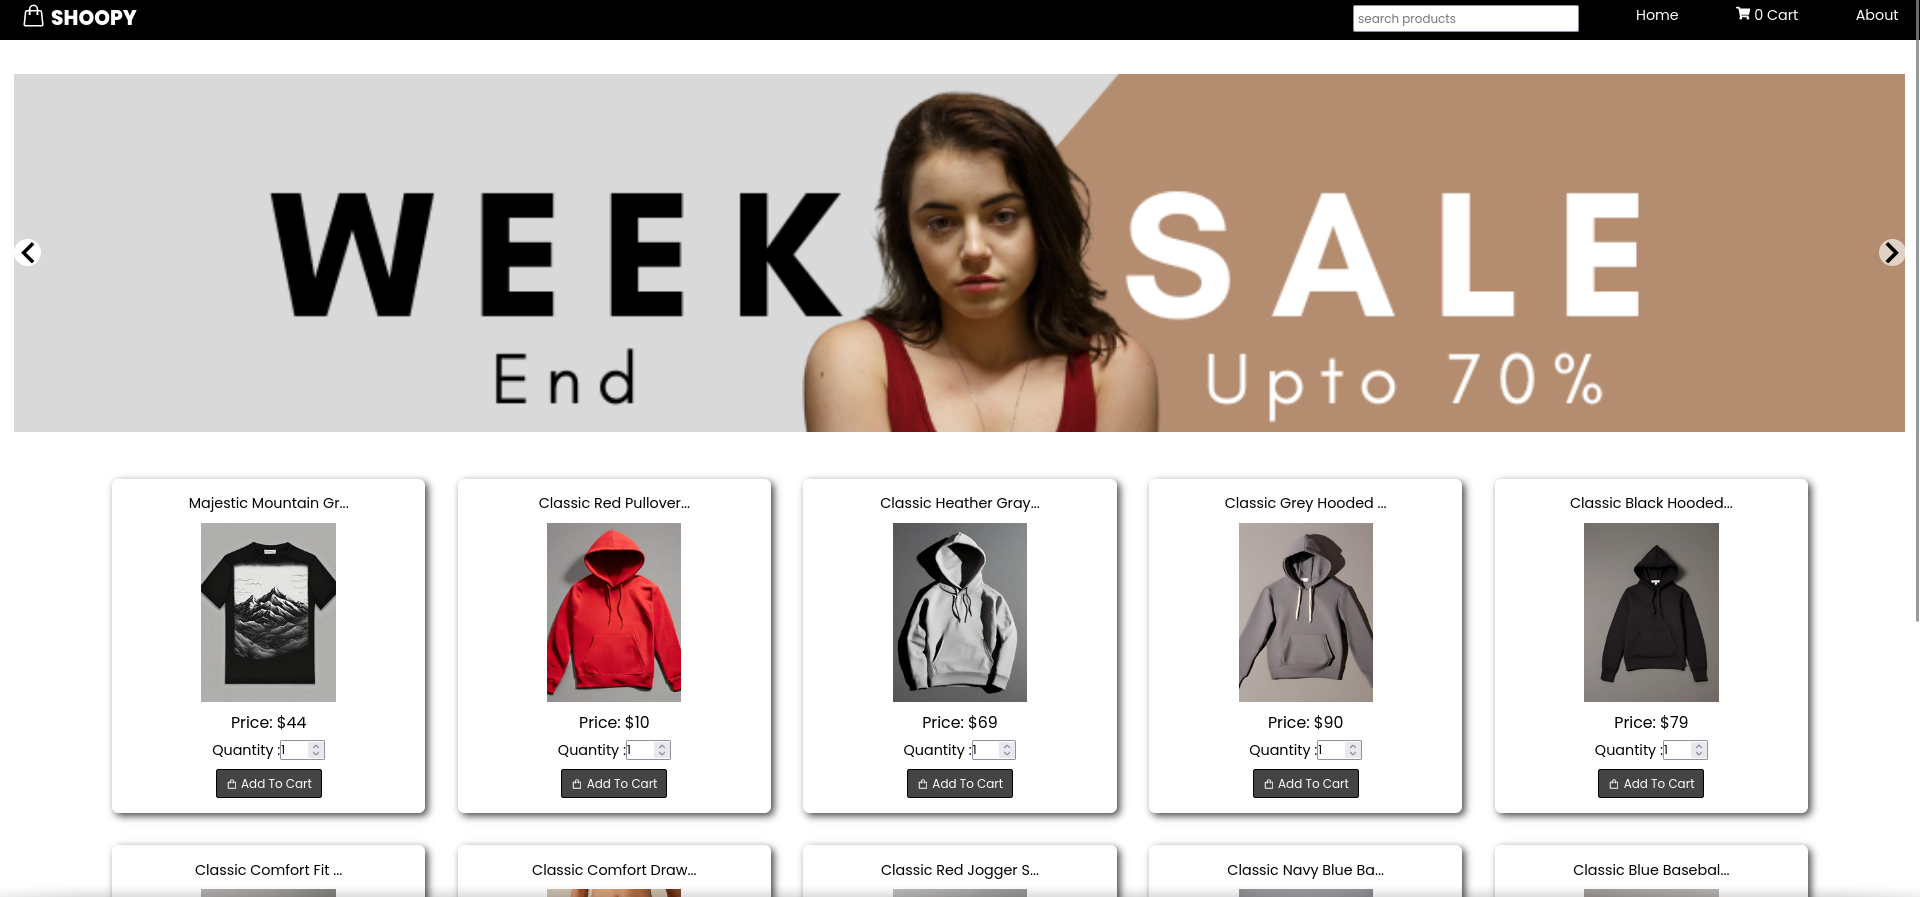 SHOOPY
search products
Home
0 Cart
About
WEEK
SALE
End
Upto 70%
Majestic Mountain Gr...
Classic Red Pullover...
Classic Heather Gray...
Classic Grey Hooded ...
Classic Black Hooded...
Price: $44
Price: $10
Price: $69
Price: $90
Price: $79
Quantity :1
Quantity :1
Quantity :1
Quantity :1
Quantity :1
Add To Cart
Add To Cart
Add To Cart
Add To Cart
Add To Cart
Classic Comfort Fit ...
Classic Comfort Draw...
Classic Red Jogger S...
Classic Navy Blue Ba...
Classic Blue Basebal...